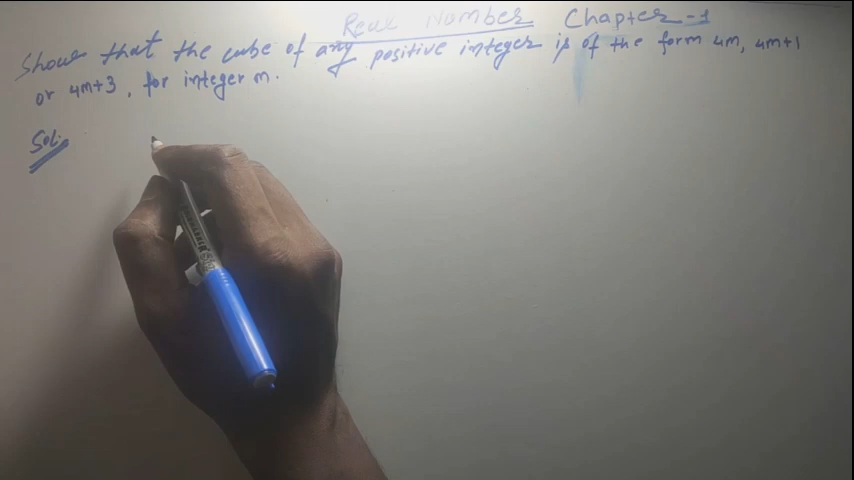 Real Number Chapter-1
Show that the cube of any positive integer is of the form 4m, 4m+1
or 4m+3, for integer m.
Sol.